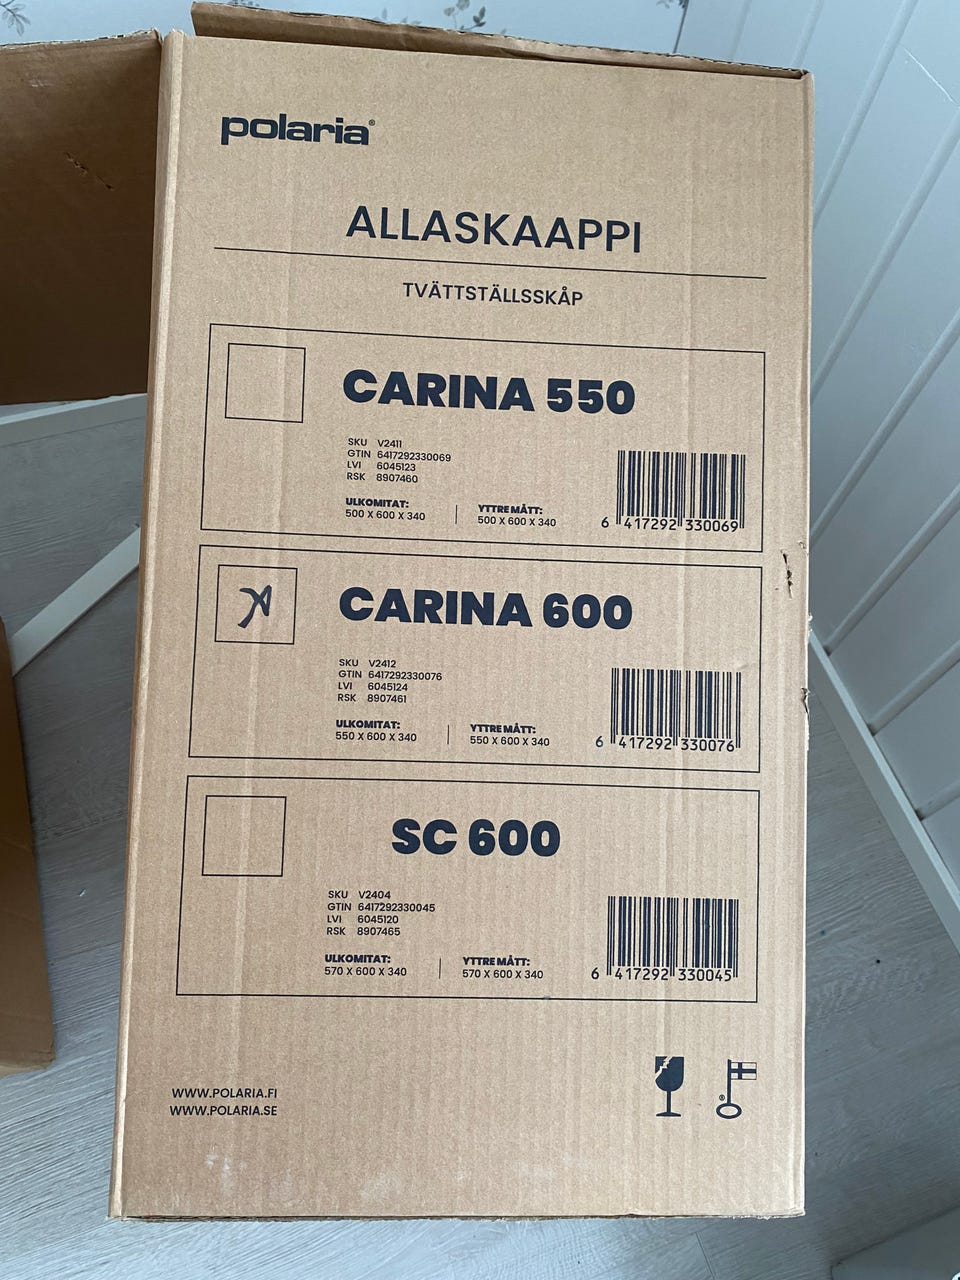 polaria®
ALLASKAAPPI
TVÄTTSTÄLLSSKÅP
CARINA 550
SKU V2411
GTIN 6417292330069
LVI 6045123
RSK 8907460
ULKOMITAT:
500 X 600 X 340
YTTRE MÅTT:
500 X 600 X 340
6 417292 330069
CARINA 600
SKU V2412
GTIN 6417292330076
LVI 6045124
RSK 8907461
ULKOMITAT:
550 X 600 X 340
YTTRE MÅTT:
550 X 600 X 340
6 417292 330076
SC 600
SKU V2404
GTIN 6417292330045
LVI 6045120
RSK 8907465
ULKOMITAT:
570 X 600 X 340
YTTRE MÅTT:
570 X 600 X 340
6 417292 330045
WWW.POLARIA.FI
WWW.POLARIA.SE
®